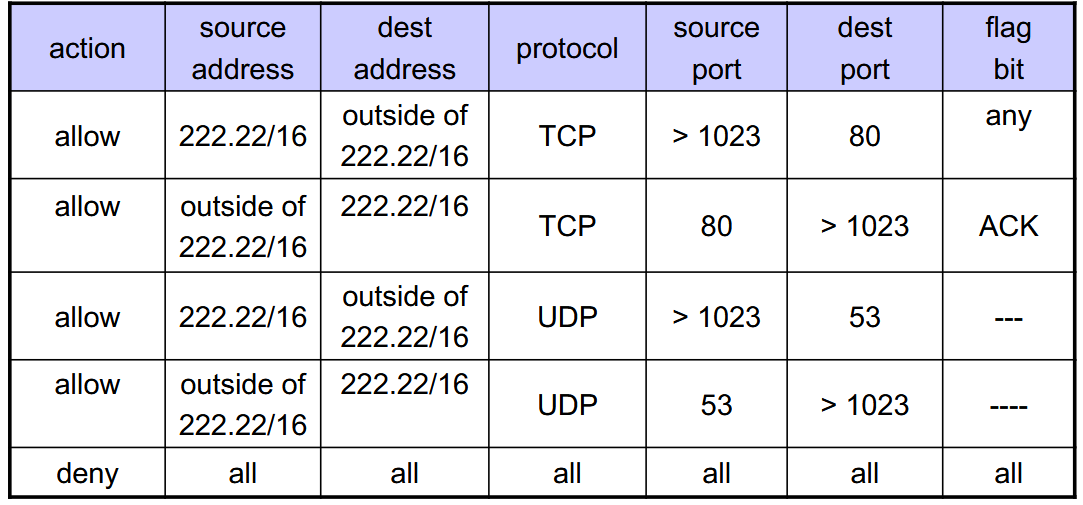 action source address dest address protocol source port dest port flag bit
allow 222.22/16 outside of 222.22/16 TCP > 1023 80 any
allow outside of 222.22/16 222.22/16 TCP 80 > 1023 ACK
allow 222.22/16 outside of 222.22/16 UDP > 1023 53 ---
allow outside of 222.22/16 222.22/16 UDP 53 > 1023 ----
deny all all all all all all